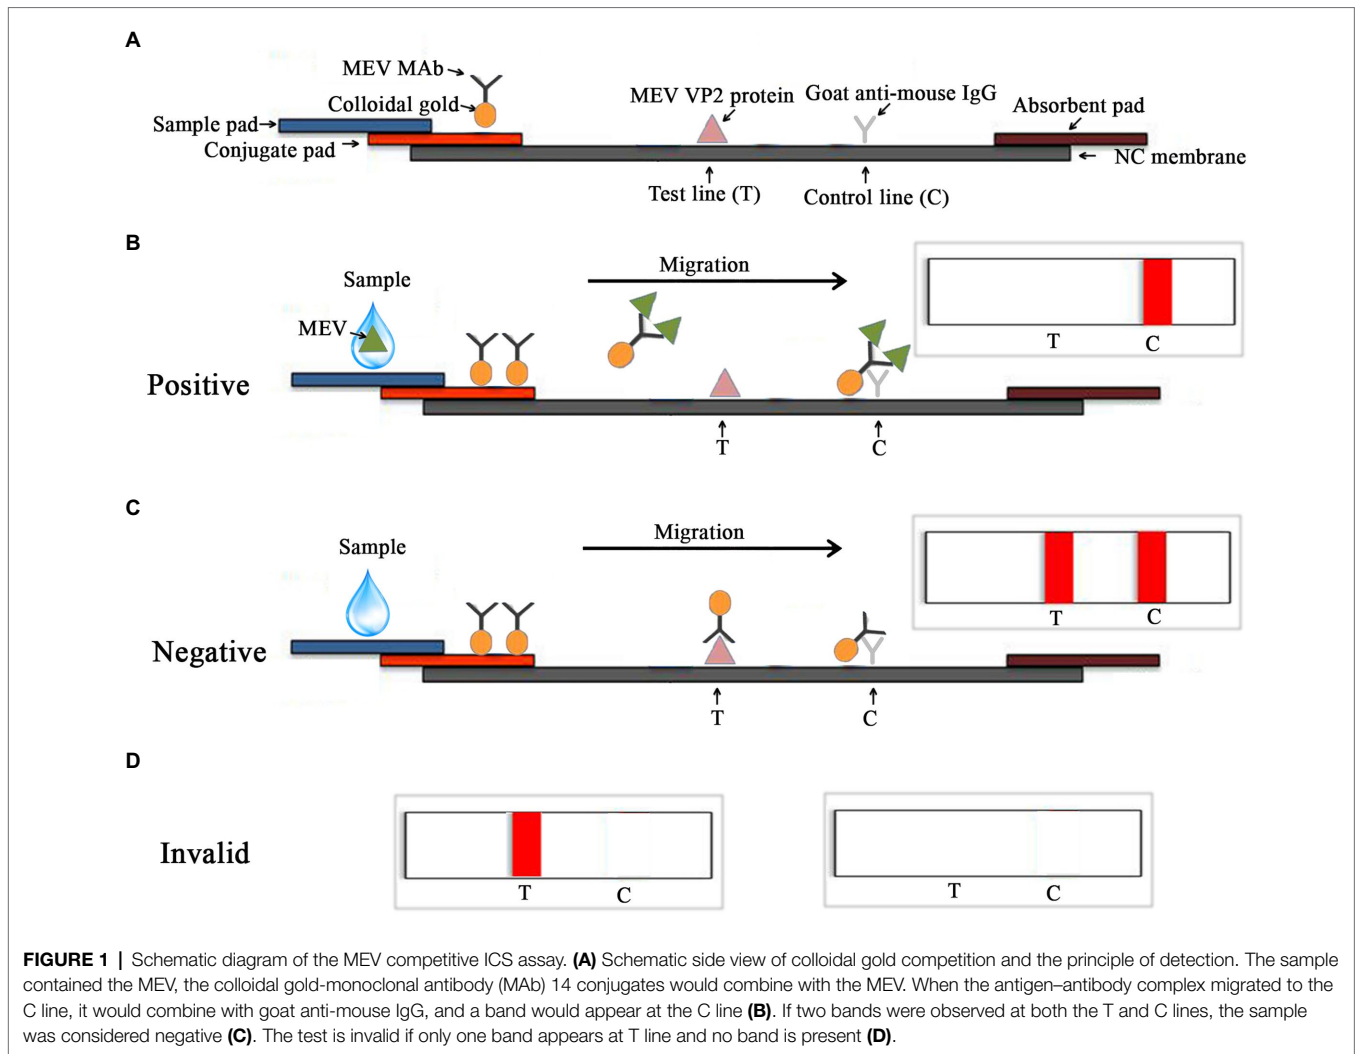 A
MEV MAb
Colloidal gold
Sample pad
Conjugate pad
MEV VP2 protein
Goat anti-mouse IgG
Absorbent pad
NC membrane
Test line (T)
Control line (C)
B
Sample
MEV
Migration
Positive
T
C
T
C
C
Sample
Migration
Negative
T
C
T
C
D
Invalid
T
C
T
C
FIGURE 1 | Schematic diagram of the MEV competitive ICS assay. (A) Schematic side view of colloidal gold competition and the principle of detection. The sample
contained the MEV, the colloidal gold-monoclonal antibody (MAb) 14 conjugates would combine with the MEV. When the antigen–antibody complex migrated to the
C line, it would combine with goat anti-mouse IgG, and a band would appear at the C line (B). If two bands were observed at both the T and C lines, the sample
was considered negative (C). The test is invalid if only one band appears at T line and no band is present (D).